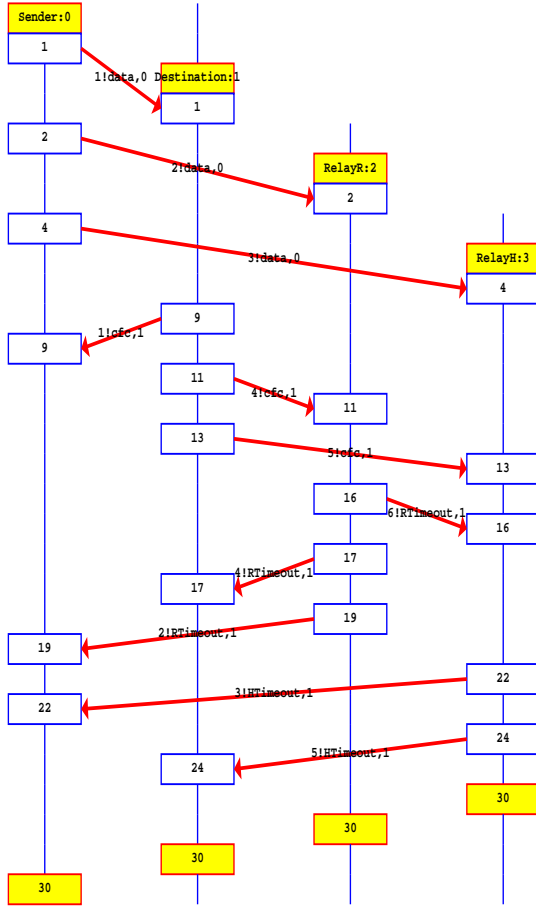 Sender:0
1
1!data,0 Destination:1
1
2
2!data,0
RelayR:2
2
4
3!data,0
RelayH:3
4
9
1!cfc,1
9
11
4!cfc,1
11
13
5!cfc,1
13
16
6!RTimeout,1
16
17
4!RTimeout,1
17
19
2!RTimeout,1
19
22
3!HTimeout,1
22
24
5!HTimeout,1
24
30
30
30
30